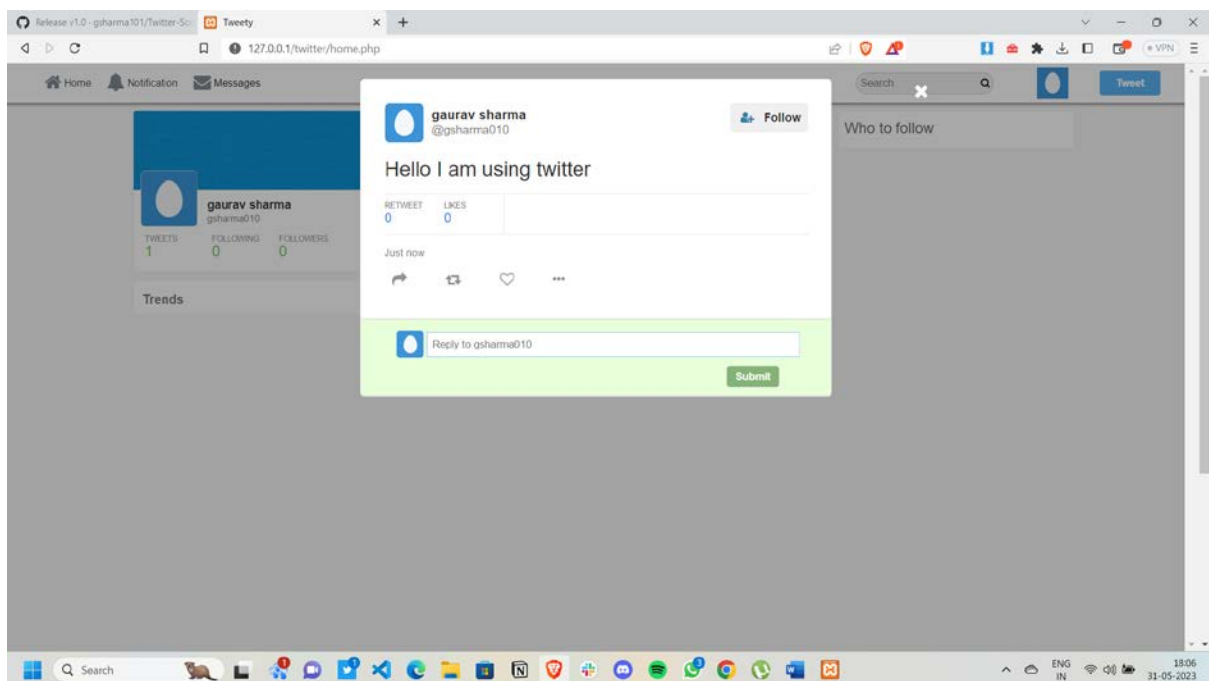 Release v1.0 - gsharma101/Twitter-Sc
Tweety
127.0.0.1/twitter/home.php
VPN
Home Notification Messages
Search
Tweet
gaurav sharma
@gsharma010
Follow
Hello I am using twitter
RETWEET LIKES
0 0
Just now
Reply to gsharma010
Submit
gaurav sharma
gsharma010
TWEETS FOLLOWING FOLLOWERS
1 0 0
Trends
Who to follow
Search
ENG
IN
18:06
31-05-2023